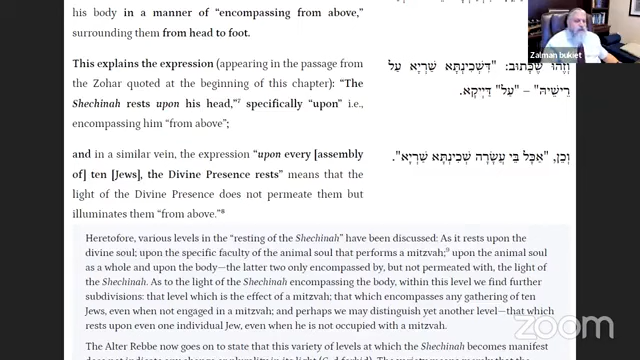 his body in a manner of “encompassing from above,”
surrounding them from head to foot.
This explains the expression (appearing in the passage from
the Zohar quoted at the beginning of this chapter): “The
Shechinah rests upon his head,”⁷ specifically “upon” i.e.,
encompassing him “from above”;
and in a similar vein, the expression “upon every [assembly
of] ten [Jews], the Divine Presence rests” means that the
light of the Divine Presence does not permeate them but
illuminates them “from above.”⁸
וְזֶהוּ שֶׁכָּתוּב: "דִּשְׁכִינְתָּא שַׁרְיָא עַל
רֵישֵׁיהּ" – "עַל" דַּיְיקָא.
וְכֵן, "אַכָּל בֵּי עֲשָׂרָה שְׁכִינְתָּא שַׁרְיָא".
Heretofore, various levels in the “resting of the Shechinah” have been discussed: As it rests upon the
divine soul; upon the specific faculty of the animal soul that performs a mitzvah;⁹ upon the animal soul
as a whole and upon the body—the latter two only encompassed by, but not permeated with, the light of
the Shechinah. As to the light of the Shechinah encompassing the body, within this level we find further
subdivisions: that level which is the effect of a mitzvah; that which encompasses any gathering of ten
Jews, even when not engaged in a mitzvah; and perhaps we may distinguish yet another level—that which
rests upon even one individual Jew, even when he is not occupied with a mitzvah.
The Alter Rebbe now goes on to state that this variety of levels at which the Shechinah becomes manifest
Zalman bukiet
zoom